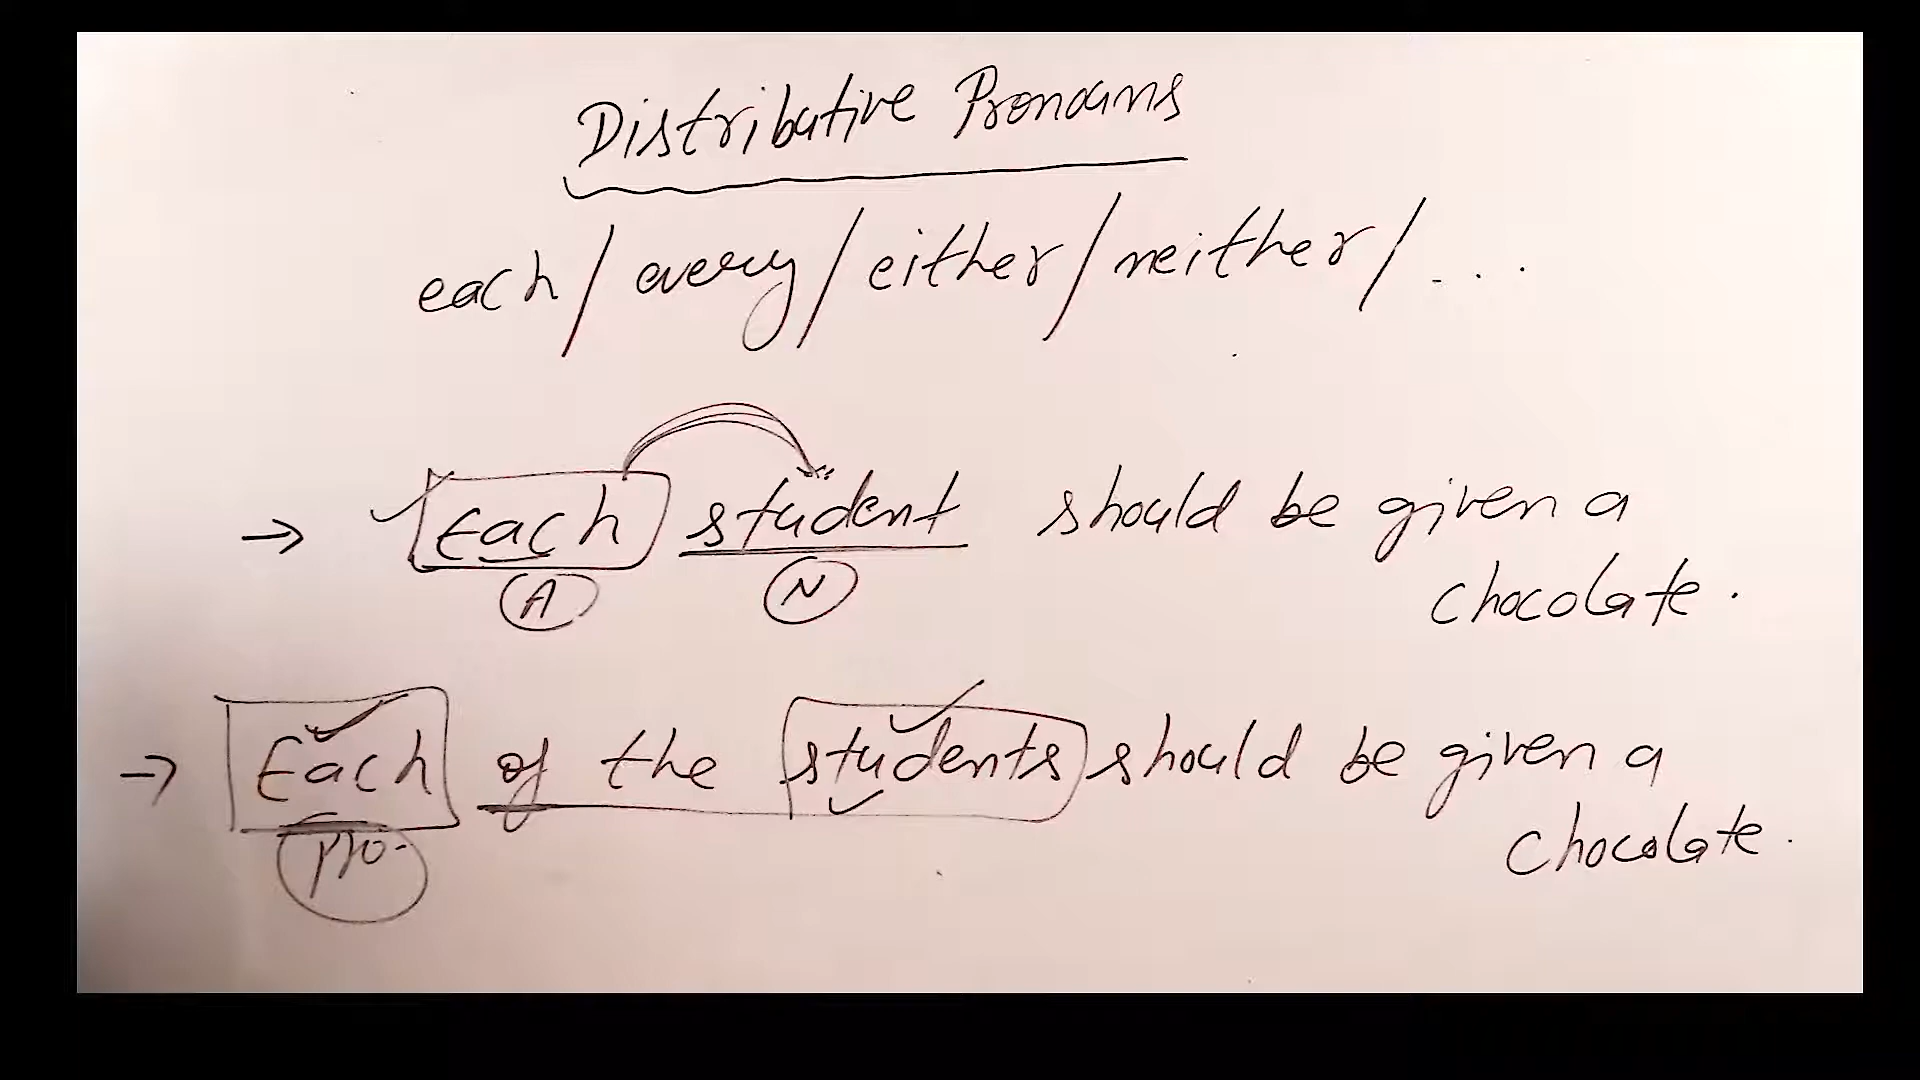 Distributive Pronouns
each/every/either/neither/...
→ Each student should be given a
A N
chocolate.
→ Each of the students should be given a
Pro.
chocolate.